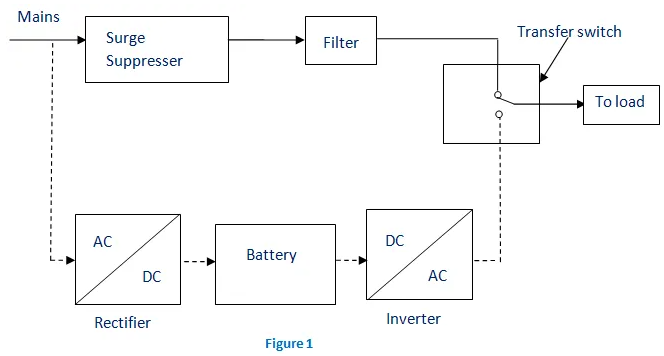 Mains
Surge
Suppresser
Filter
Transfer switch
To load
AC
DC
Rectifier
Battery
DC
AC
Inverter
Figure 1